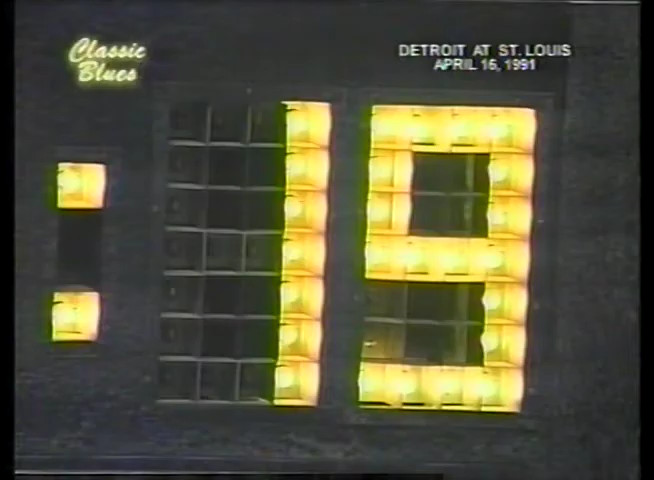 Classic
Blues
DETROIT AT ST. LOUIS
APRIL 16, 1991
:19